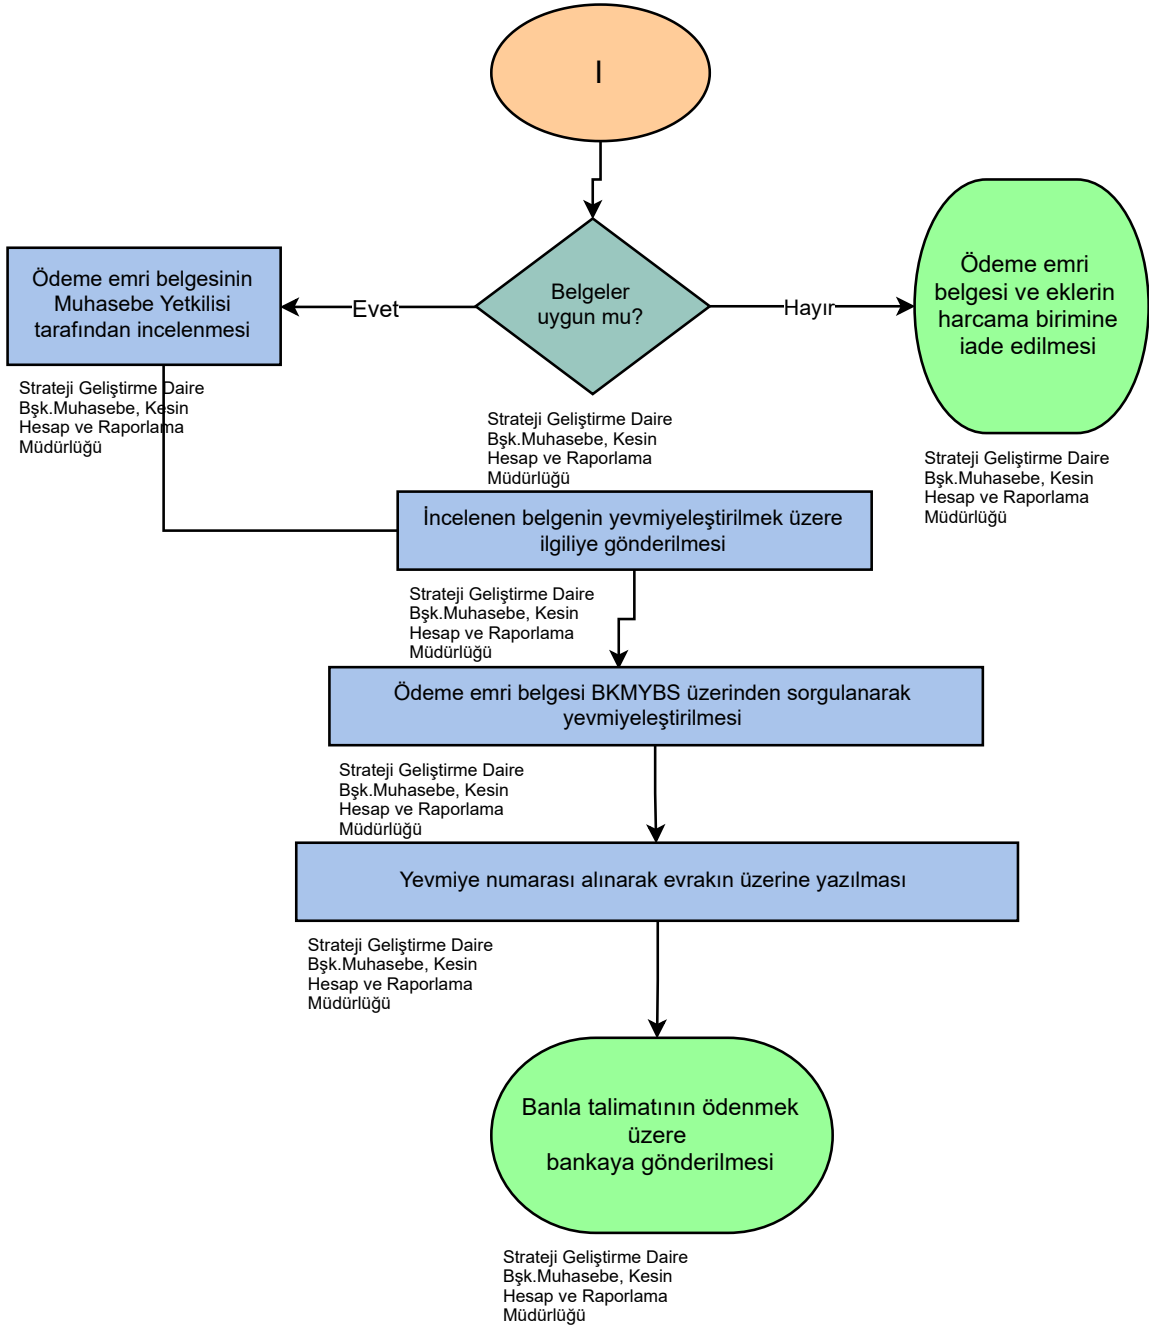 I
Belgeler
uygun mu?
Evet
Hayır
Ödeme emri belgesinin
Muhasebe Yetkilisi
tarafından incelenmesi
Strateji Geliştirme Daire
Bşk.Muhasebe, Kesin
Hesap ve Raporlama
Müdürlüğü
Strateji Geliştirme Daire
Bşk.Muhasebe, Kesin
Hesap ve Raporlama
Müdürlüğü
Ödeme emri
belgesi ve eklerin
harcama birimine
iade edilmesi
Strateji Geliştirme Daire
Bşk.Muhasebe, Kesin
Hesap ve Raporlama
Müdürlüğü
İncelenen belgenin yevmiyeleştirilmek üzere
ilgiliye gönderilmesi
Strateji Geliştirme Daire
Bşk.Muhasebe, Kesin
Hesap ve Raporlama
Müdürlüğü
Ödeme emri belgesi BKMYBS üzerinden sorgulanarak
yevmiyeleştirilmesi
Strateji Geliştirme Daire
Bşk.Muhasebe, Kesin
Hesap ve Raporlama
Müdürlüğü
Yevmiye numarası alınarak evrakın üzerine yazılması
Strateji Geliştirme Daire
Bşk.Muhasebe, Kesin
Hesap ve Raporlama
Müdürlüğü
Banla talimatının ödenmek
üzere
bankaya gönderilmesi
Strateji Geliştirme Daire
Bşk.Muhasebe, Kesin
Hesap ve Raporlama
Müdürlüğü